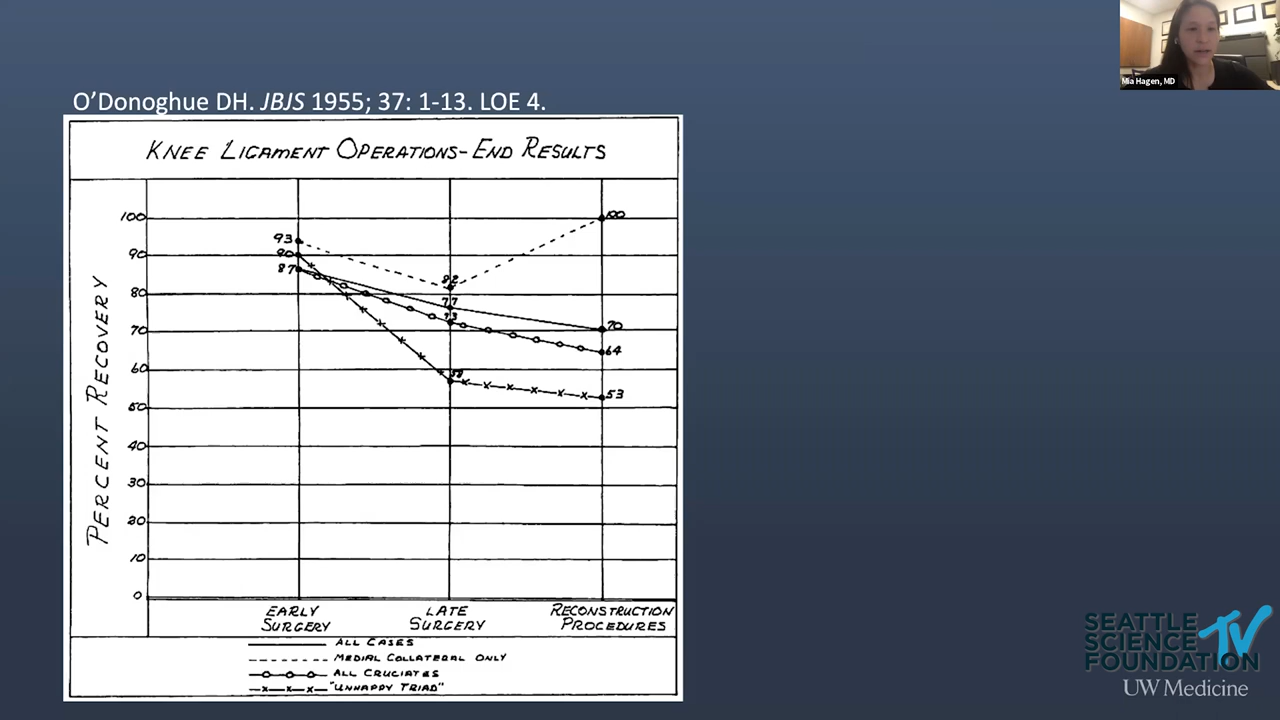 Mia Hagen, MD
O'Donoghue DH. JBJS 1955; 37: 1-13. LOE 4.
KNEE LIGAMENT OPERATIONS-END RESULTS
PERCENT RECOVERY
100
90
80
70
60
50
40
30
20
10
0
93
90
87
82
77
73
58
100
70
64
53
EARLY SURGERY
LATE SURGERY
RECONSTRUCTION PROCEDURES
ALL CASES
MEDIAL COLLATERAL ONLY
ALL CRUCIATES
"UNHAPPY TRIAD"
SEATTLE
SCIENCE
FOUNDATION
TV
UW Medicine